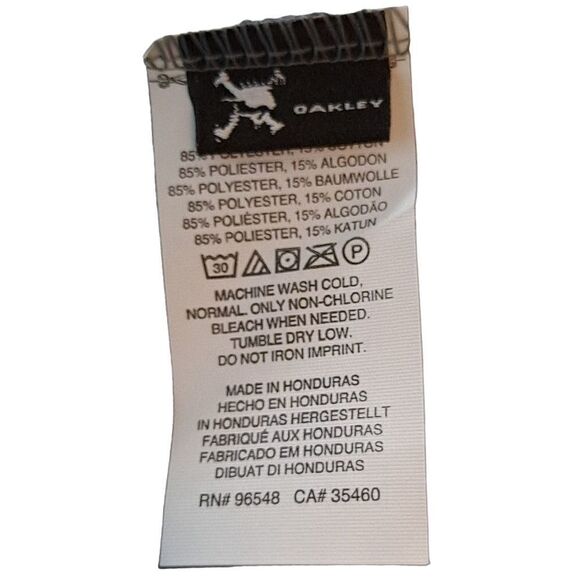 OAKLEY
85% POLYESTER, 15% COTTON
85% POLIESTER, 15% ALGODON
85% POLYESTER, 15% BAUMWOLLE
85% POLYESTER, 15% COTON
85% POLIÉSTER, 15% ALGODÃO
85% POLIESTER, 15% KATUN
30 P
MACHINE WASH COLD,
NORMAL. ONLY NON-CHLORINE
BLEACH WHEN NEEDED.
TUMBLE DRY LOW.
DO NOT IRON IMPRINT.
MADE IN HONDURAS
HECHO EN HONDURAS
IN HONDURAS HERGESTELLT
FABRIQUÉ AUX HONDURAS
FABRICADO EM HONDURAS
DIBUAT DI HONDURAS
RN# 96548 CA# 35460